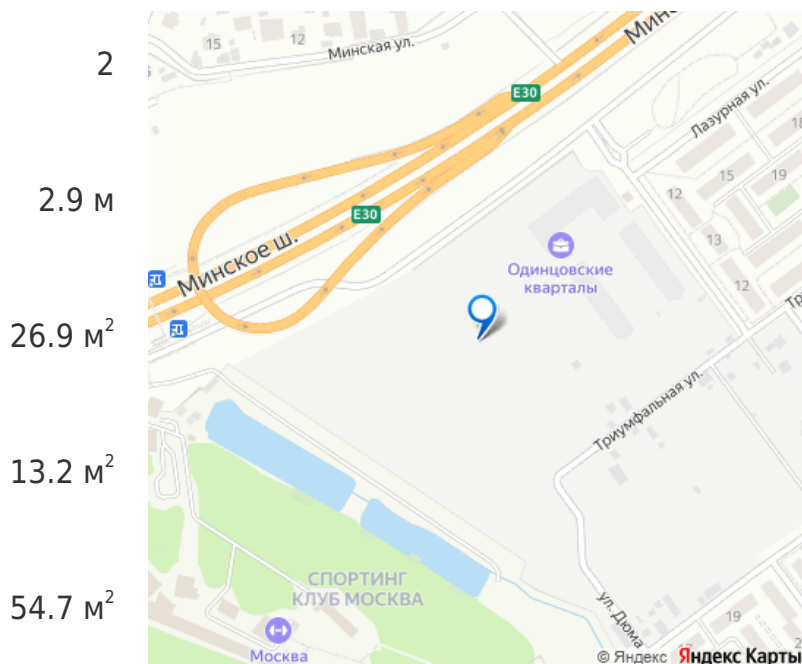 2
2.9 м
26.9 м²
13.2 м²
54.7 м²
15
12
Минская ул.
E30
Лазурная ул.
18
12
15
19
E30
Минское ш.
13
Одинцовские
кварталы
12
Триумфальная ул.
СПОРТИНГ
КЛУБ МОСКВА
ул. Дюма
19
Москва
© Яндекс
Яндекс Карты